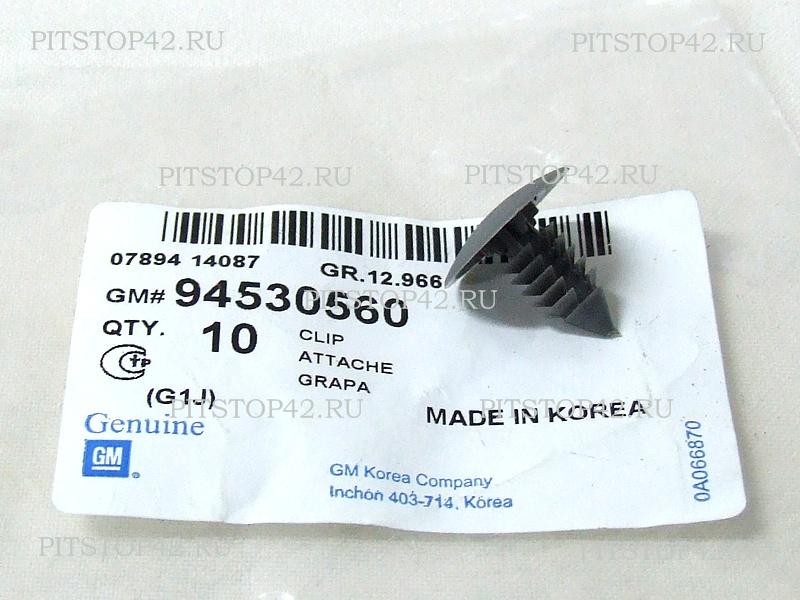 PITSTOP42.RU PITSTOP42.RU
PITSTOP42.RU PITSTOP42.RU
07894 14087 GR.12.966
GM# 94530560
PITSTOP42.RU
QTY. 10 CLIP
ATTACHE
GRAPA
(G1J)
PITSTOP42.RU PITSTOP42.RU
MADE IN KOREA
Genuine
GM
GM Korea Company
Inchon 403-714, Korea
0A066870
PITSTOP42.RU PITSTOP42.RU